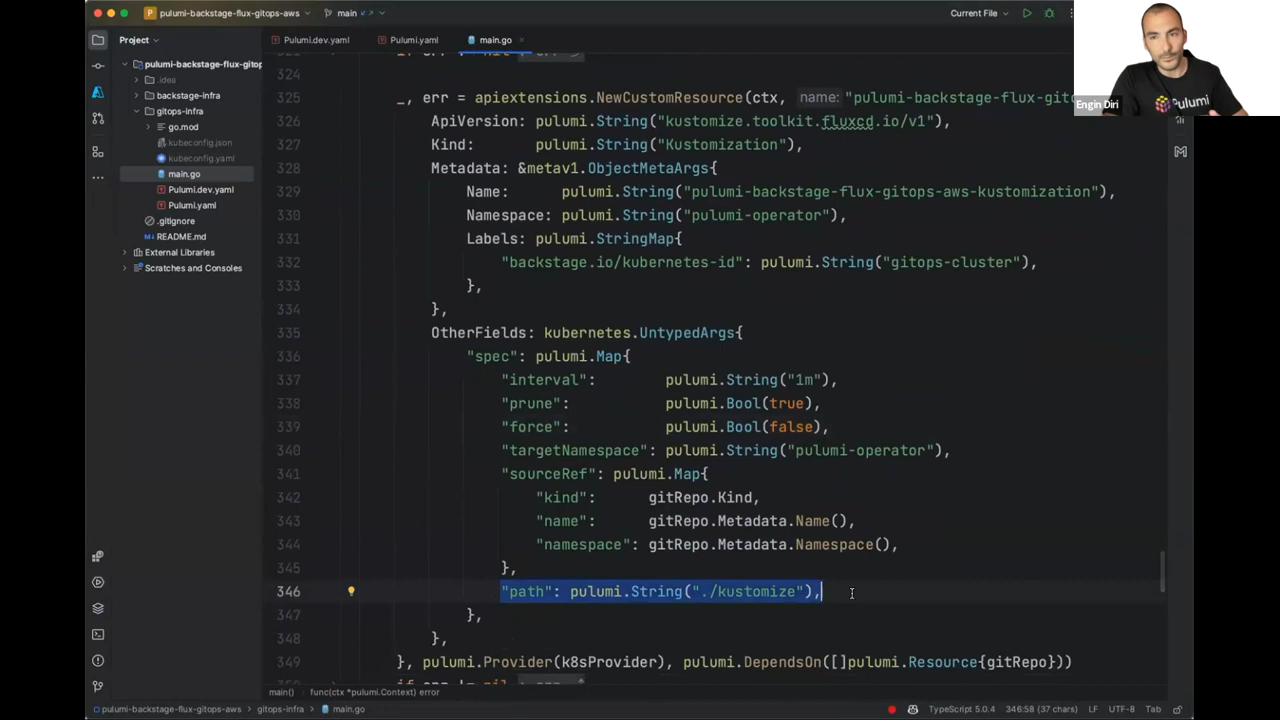 pulumi-backstage-flux-gitops-aws
main
Current File
Project
Pulumi.dev.yaml
Pulumi.yaml
main.go
pulumi-backstage-flux-gitop
.idea
backstage-infra
gitops-infra
go.mod
kubeconfig.json
kubeconfig.yaml
main.go
Pulumi.dev.yaml
Pulumi.yaml
.gitignore
README.md
External Libraries
Scratches and Consoles
Pulumi
Engin Diri
324
325 _, err = apiextensions.NewCustomResource(ctx, name: "pulumi-backstage-flux-gito
326 ApiVersion: pulumi.String("kustomize.toolkit.fluxcd.io/v1"),
327 Kind: pulumi.String("Kustomization"),
328 Metadata: &metav1.ObjectMetaArgs{
329 Name: pulumi.String("pulumi-backstage-flux-gitops-aws-kustomization"),
330 Namespace: pulumi.String("pulumi-operator"),
331 Labels: pulumi.StringMap{
332 "backstage.io/kubernetes-id": pulumi.String("gitops-cluster"),
333 },
334 },
335 OtherFields: kubernetes.UntypedArgs{
336 "spec": pulumi.Map{
337 "interval": pulumi.String("1m"),
338 "prune": pulumi.Bool(true),
339 "force": pulumi.Bool(false),
340 "targetNamespace": pulumi.String("pulumi-operator"),
341 "sourceRef": pulumi.Map{
342 "kind": gitRepo.Kind,
343 "name": gitRepo.Metadata.Name(),
344 "namespace": gitRepo.Metadata.Namespace(),
345 },
346 "path": pulumi.String("./kustomize"),
347 },
348 },
349 }, pulumi.Provider(k8sProvider), pulumi.DependsOn([]pulumi.Resource{gitRepo}))
main() func(ctx *pulumi.Context) error
pulumi-backstage-flux-gitops-aws > gitops-infra > main.go
TypeScript 5.0.4 346:58 (37 chars) LF UTF-8 Tab